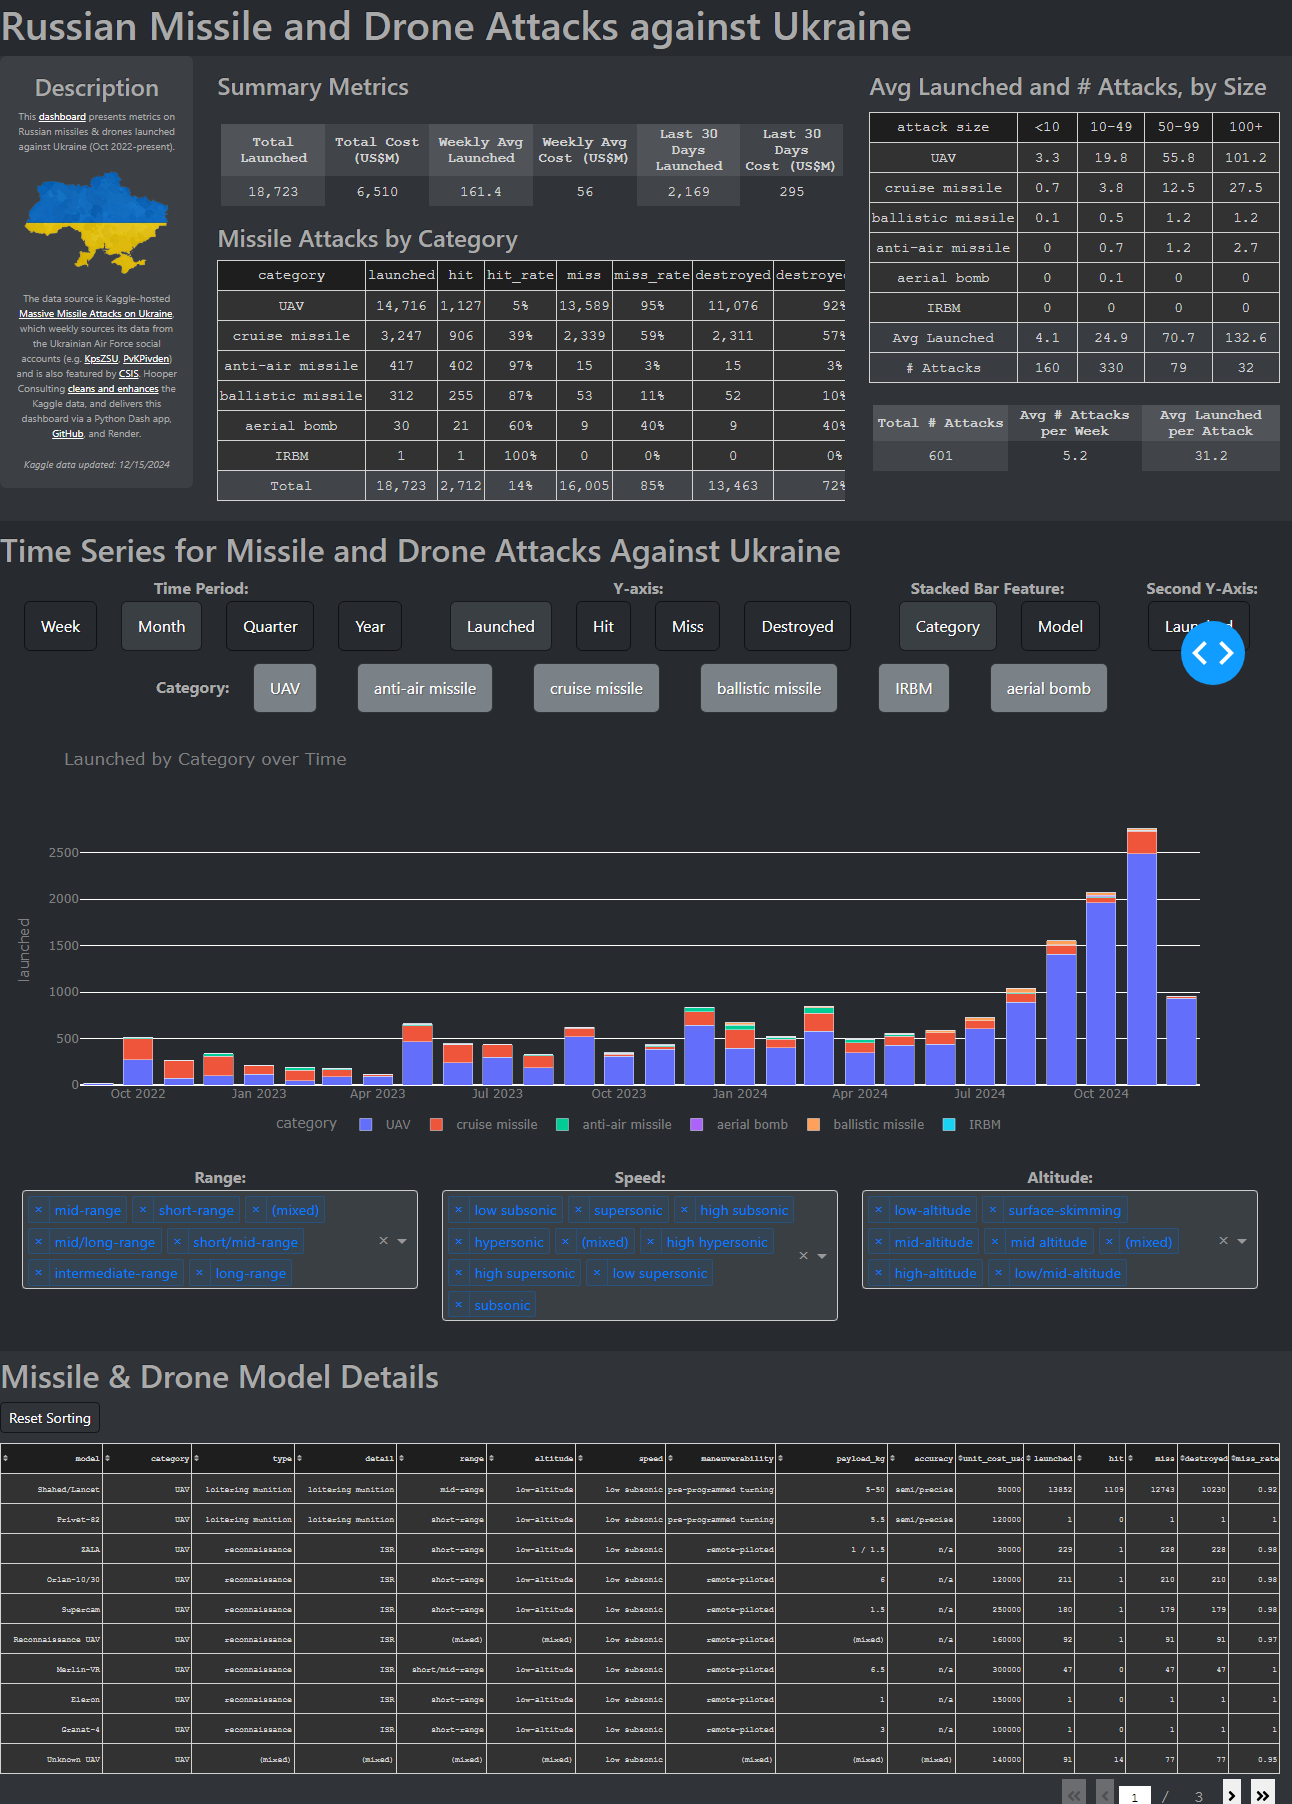 Russian Missile and Drone Attacks against Ukraine
Description
This dashboard presents metrics on
Russian missiles & drones launched
against Ukraine (Oct 2022-present).
The data source is Kaggle-hosted
Massive Missile Attacks on Ukraine,
which weekly sources its data from
the Ukrainian Air Force social
accounts (e.g. KpsZSU, PvKPivden)
and is also featured by CSIS. Hooper
Consulting cleans and enhances the
Kaggle data, and delivers this
dashboard via a Python Dash app,
GitHub, and Render.
Kaggle data updated: 12/15/2024
Summary Metrics
Total Launched Total Cost (US$M) Weekly Avg Launched Weekly Avg Cost (US$M) Last 30 Days Launched Last 30 Days Cost (US$M)
18,723 6,510 161.4 56 2,169 295
Missile Attacks by Category
category launched hit hit_rate miss miss_rate destroyed destroye
UAV 14,716 1,127 5% 13,589 95% 11,076 92%
cruise missile 3,247 906 39% 2,339 59% 2,311 57%
anti-air missile 417 402 97% 15 3% 15 3%
ballistic missile 312 255 87% 53 11% 52 10%
aerial bomb 30 21 60% 9 40% 9 40%
IRBM 1 1 100% 0 0% 0 0%
Total 18,723 2,712 14% 16,005 85% 13,463 72%
Avg Launched and # Attacks, by Size
attack size <10 10-49 50-99 100+
UAV 3.3 19.8 55.8 101.2
cruise missile 0.7 3.8 12.5 27.5
ballistic missile 0.1 0.5 1.2 1.2
anti-air missile 0 0.7 1.2 2.7
aerial bomb 0 0.1 0 0
IRBM 0 0 0 0
Avg Launched 4.1 24.9 70.7 132.6
# Attacks 160 330 79 32
Total # Attacks Avg # Attacks per Week Avg Launched per Attack
601 5.2 31.2
Time Series for Missile and Drone Attacks Against Ukraine
Time Period: Y-axis: Stacked Bar Feature: Second Y-Axis:
Week Month Quarter Year Launched Hit Miss Destroyed Category Model Launched
Category: UAV anti-air missile cruise missile ballistic missile IRBM aerial bomb
Launched by Category over Time
launched
2500
2000
1500
1000
500
0
Oct 2022 Jan 2023 Apr 2023 Jul 2023 Oct 2023 Jan 2024 Apr 2024 Jul 2024 Oct 2024
category UAV cruise missile anti-air missile aerial bomb ballistic missile IRBM
Range:
× mid-range × short-range × (mixed)
× mid/long-range × short/mid-range
× intermediate-range × long-range
Speed:
× low subsonic × supersonic × high subsonic
× hypersonic × (mixed) × high hypersonic
× high supersonic × low supersonic
× subsonic
Altitude:
× low-altitude × surface-skimming
× mid-altitude × mid altitude × (mixed)
× high-altitude × low/mid-altitude
Missile & Drone Model Details
Reset Sorting
model category type detail range altitude speed maneuverability payload_kg accuracy unit_cost_usd launched hit miss destroyed miss_rate
Shahed/Lancet UAV loitering munition loitering munition mid-range low-altitude low subsonic pre-programmed turning 5-50 semi/precise 50000 13852 1109 12743 10230 0.92
Privet-82 UAV loitering munition loitering munition short-range low-altitude low subsonic pre-programmed turning 5.5 semi/precise 120000 1 0 1 1 1
ZALA UAV reconnaissance ISR short-range low-altitude low subsonic remote-piloted 1 / 1.5 n/a 30000 229 1 228 228 0.98
Orlan-10/30 UAV reconnaissance ISR short-range low-altitude low subsonic remote-piloted 6 n/a 120000 211 1 210 210 0.98
Supercam UAV reconnaissance ISR short-range low-altitude low subsonic remote-piloted 1.5 n/a 250000 180 1 179 179 0.98
Reconnaissance UAV UAV reconnaissance ISR (mixed) (mixed) low subsonic remote-piloted (mixed) n/a 160000 92 1 91 91 0.97
Merlin-VR UAV reconnaissance ISR short/mid-range low-altitude low subsonic remote-piloted 6.5 n/a 300000 47 0 47 47 1
Eleron UAV reconnaissance ISR short-range low-altitude low subsonic remote-piloted 1 n/a 150000 1 0 1 1 1
Granat-4 UAV reconnaissance ISR short-range low-altitude low subsonic remote-piloted 3 n/a 100000 1 0 1 1 1
Unknown UAV UAV (mixed) (mixed) (mixed) (mixed) low subsonic (mixed) (mixed) (mixed) 140000 91 14 77 77 0.95
1 / 3